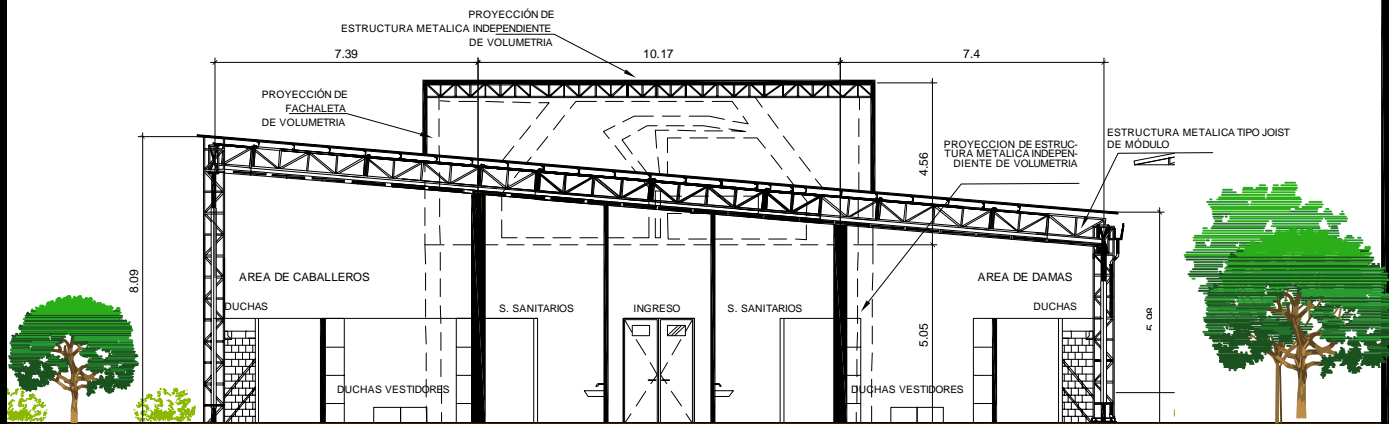 PROYECCIÓN DE
ESTRUCTURA METALICA INDEPENDIENTE
DE VOLUMETRIA
7.39
10.17
7.4
PROYECCIÓN DE
FACHALETA
DE VOLUMETRIA
PROYECCION DE ESTRUC-
TURA METALICA INDEPEN-
DIENTE DE VOLUMETRIA
ESTRUCTURA METALICA TIPO JOIST
DE MÓDULO
4.56
8.09
AREA DE CABALLEROS
AREA DE DAMAS
DUCHAS
S. SANITARIOS
INGRESO
S. SANITARIOS
DUCHAS
5.05
DUCHAS VESTIDORES
DUCHAS VESTIDORES